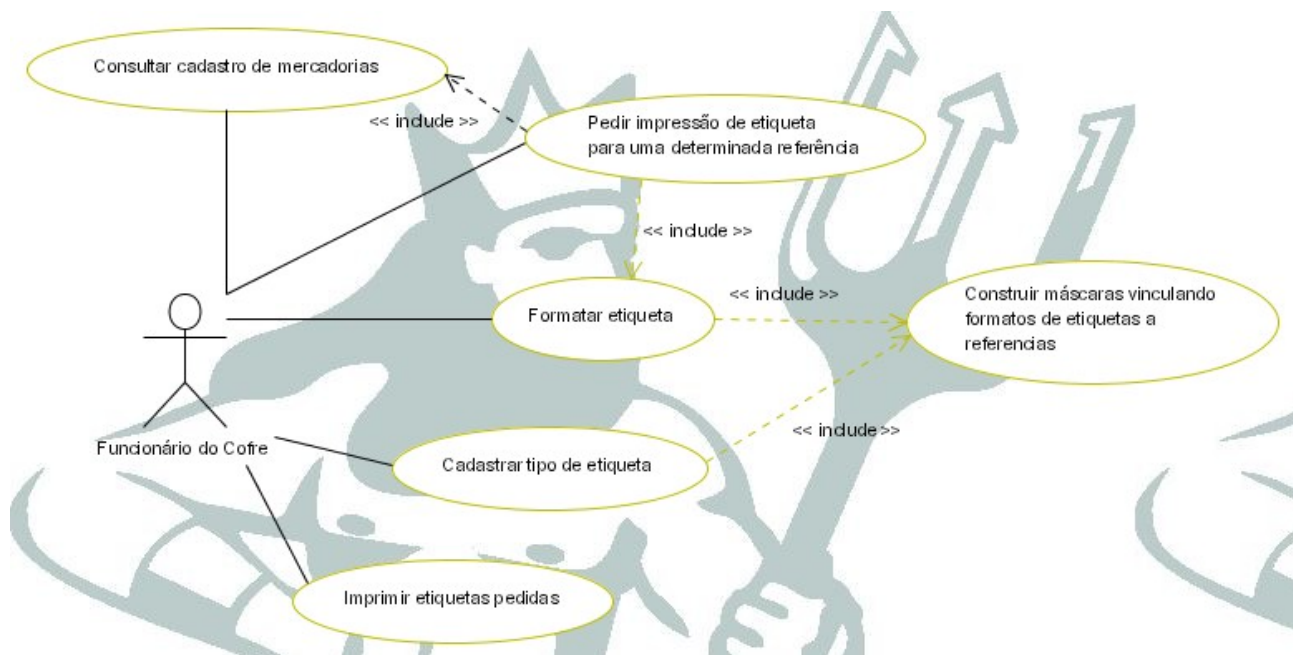 Consultar cadastro de mercadorias
<< include >>
Pedir impressão de etiqueta
para uma determinada referência
<< include >>
Formatar etiqueta
<< include >>
Construir máscaras vinculando
formatos de etiquetas a
referencias
Funcionário do Cofre
<< include >>
Cadastrar tipo de etiqueta
Imprimir etiquetas pedidas